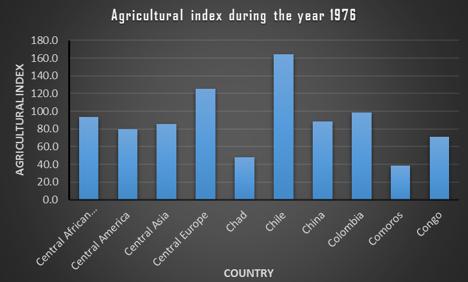 Agricultural index during the year 1976
AGRICULTURAL INDEX
180.0
160.0
140.0
120.0
100.0
80.0
60.0
40.0
20.0
0.0
Central African...
Central America
Central Asia
Central Europe
Chad
Chile
China
Colombia
Comoros
Congo
COUNTRY